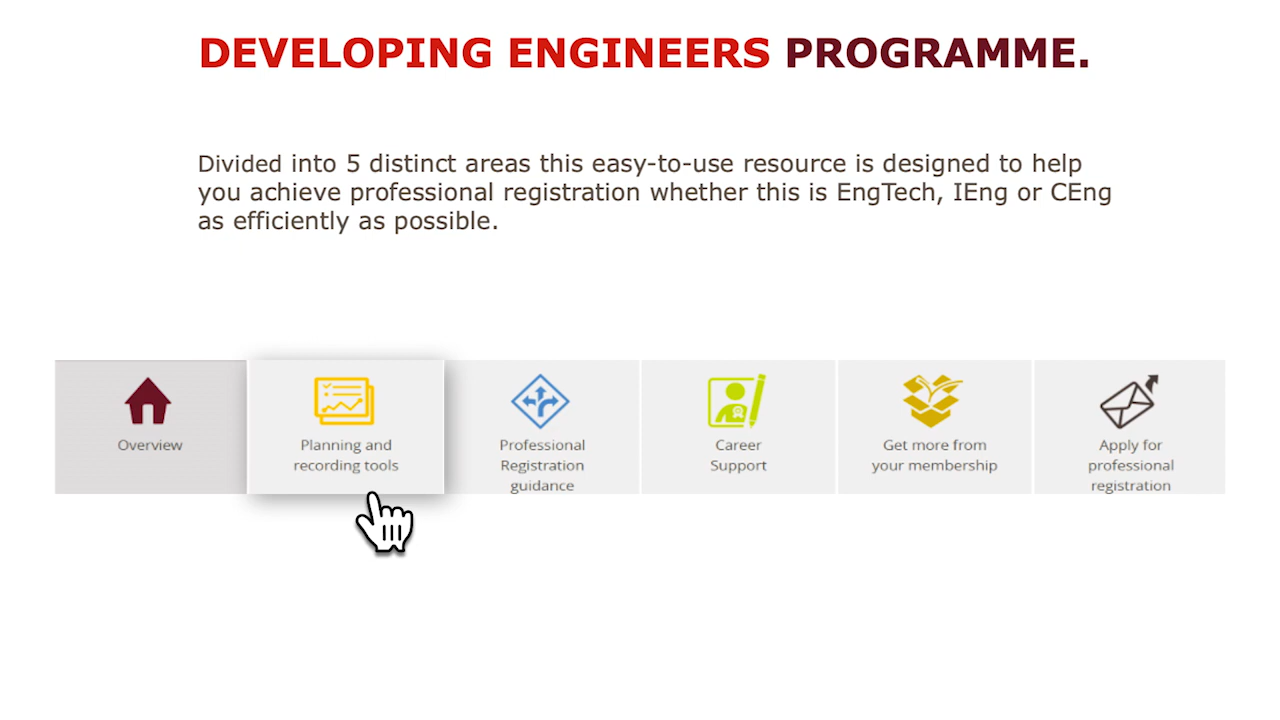 DEVELOPING ENGINEERS PROGRAMME.
Divided into 5 distinct areas this easy-to-use resource is designed to help
you achieve professional registration whether this is EngTech, IEng or CEng
as efficiently as possible.
Overview
Planning and
recording tools
Professional
Registration
guidance
Career
Support
Get more from
your membership
Apply for
professional
registration